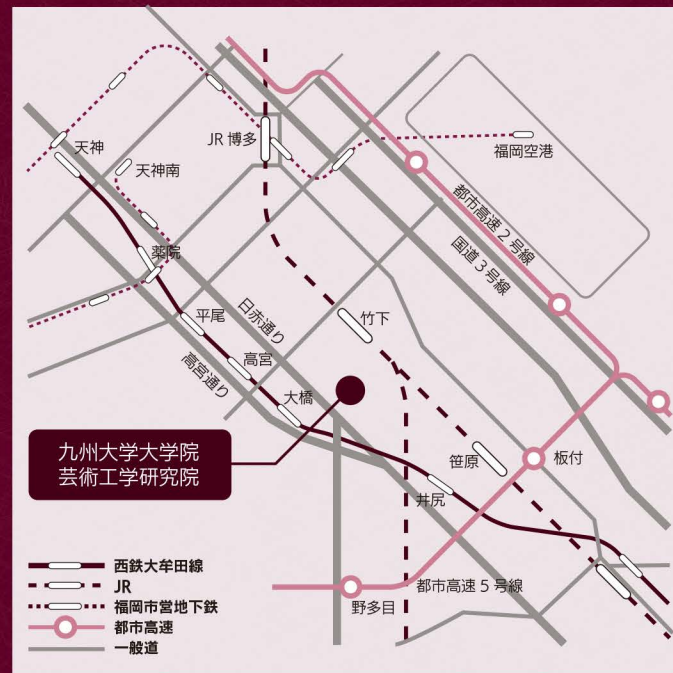 天神
天神南
JR 博多
福岡空港
都市高速２号線
国道３号線
薬院
平尾
日赤通り
竹下
高宮
高宮通り
大橋
九州大学大学院
芸術工学研究院
笹原
板付
井尻
都市高速５号線
野多目
西鉄大牟田線
JR
福岡市営地下鉄
都市高速
一般道